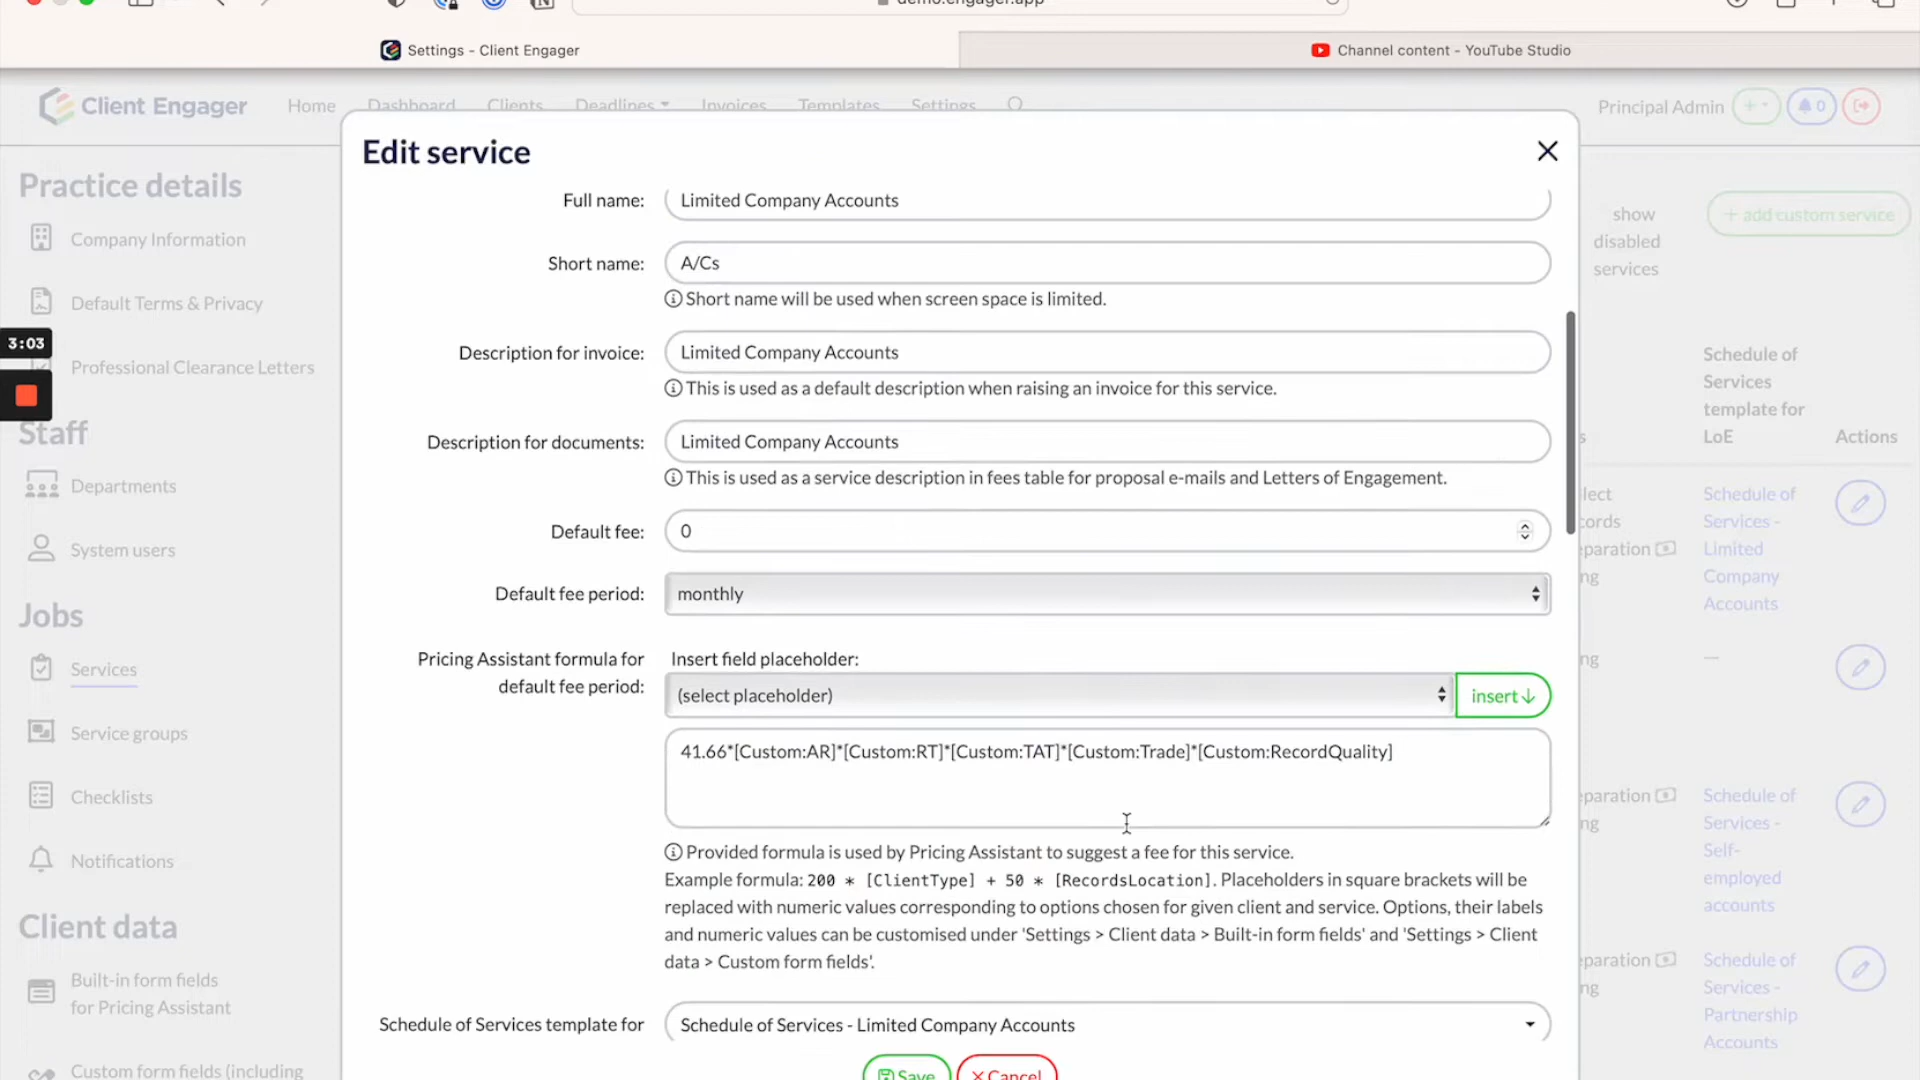 demo.engager.app
Settings - Client Engager
Channel content - YouTube Studio
Client Engager
Home
Dashboard
Clients
Deadlines
Invoices
Templates
Settings
Principal Admin
0
Practice details
Company Information
Default Terms & Privacy
3:03
Professional Clearance Letters
Staff
Departments
System users
Jobs
Services
Service groups
Checklists
Notifications
Client data
Built-in form fields
for Pricing Assistant
Custom form fields (including
Edit service
Full name:
Limited Company Accounts
Short name:
A/Cs
Short name will be used when screen space is limited.
Description for invoice:
Limited Company Accounts
This is used as a default description when raising an invoice for this service.
Description for documents:
Limited Company Accounts
This is used as a service description in fees table for proposal e-mails and Letters of Engagement.
Default fee:
0
Default fee period:
monthly
Pricing Assistant formula for
default fee period:
Insert field placeholder:
(select placeholder)
insert↓
41.66*[Custom:AR]*[Custom:RT]*[Custom:TAT]*[Custom:Trade]*[Custom:RecordQuality]
Provided formula is used by Pricing Assistant to suggest a fee for this service.
Example formula: 200 * [ClientType] + 50 * [RecordsLocation]. Placeholders in square brackets will be
replaced with numeric values corresponding to options chosen for given client and service. Options, their labels
and numeric values can be customised under 'Settings > Client data > Built-in form fields' and 'Settings > Client
data > Custom form fields'.
Schedule of Services template for
Schedule of Services - Limited Company Accounts
Save
Cancel
show
disabled
services
+ add custom service
Schedule of
Services
template for
LoE
Actions
s
lect
cords
paration
ng
Schedule of
Services -
Limited
Company
Accounts
ng
—
paration
ng
Schedule of
Services -
Self-
employed
accounts
paration
ng
Schedule of
Services -
Partnership
Accounts